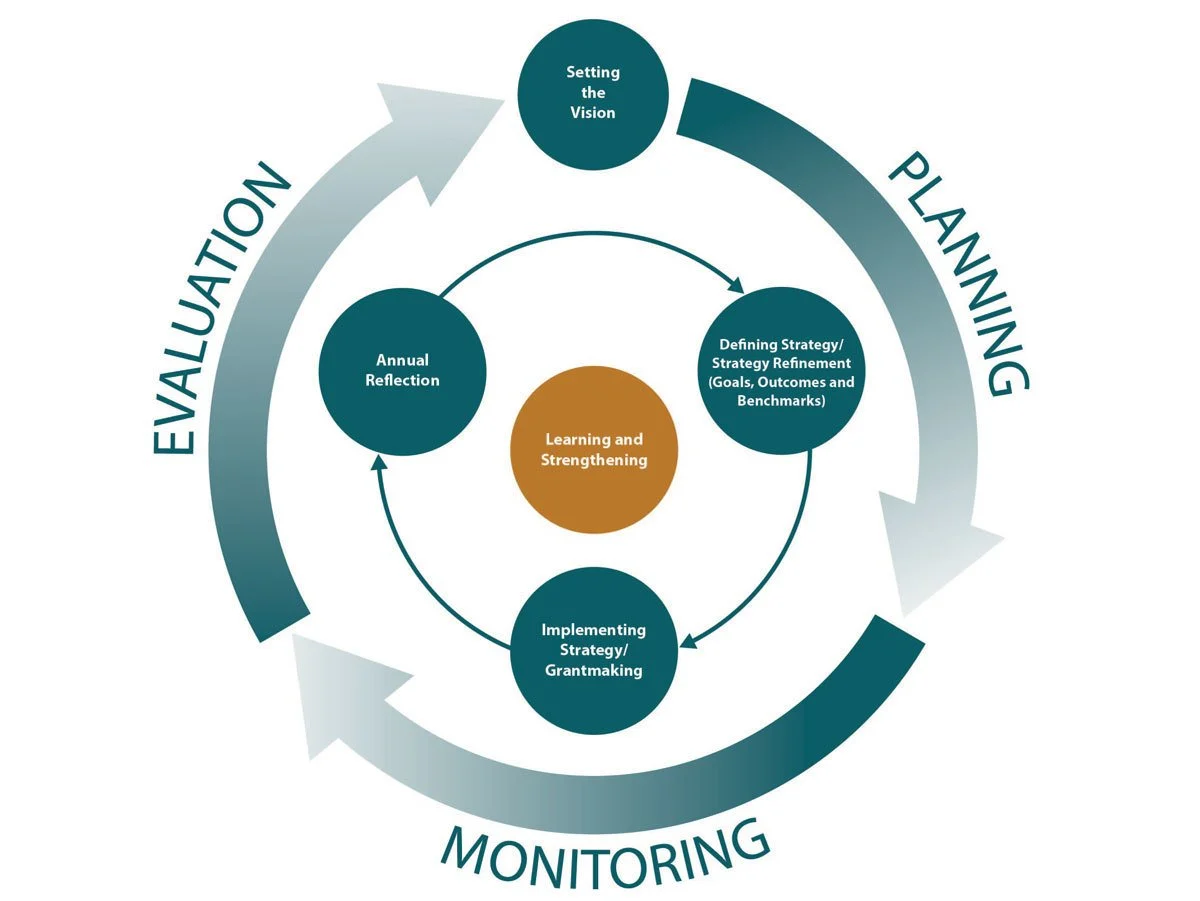 Setting
the
Vision
PLANNING
EVALUATION
Annual
Reflection
Defining Strategy/
Strategy Refinement
(Goals, Outcomes and
Benchmarks)
Learning and
Strengthening
Implementing
Strategy/
Grantmaking
MONITORING